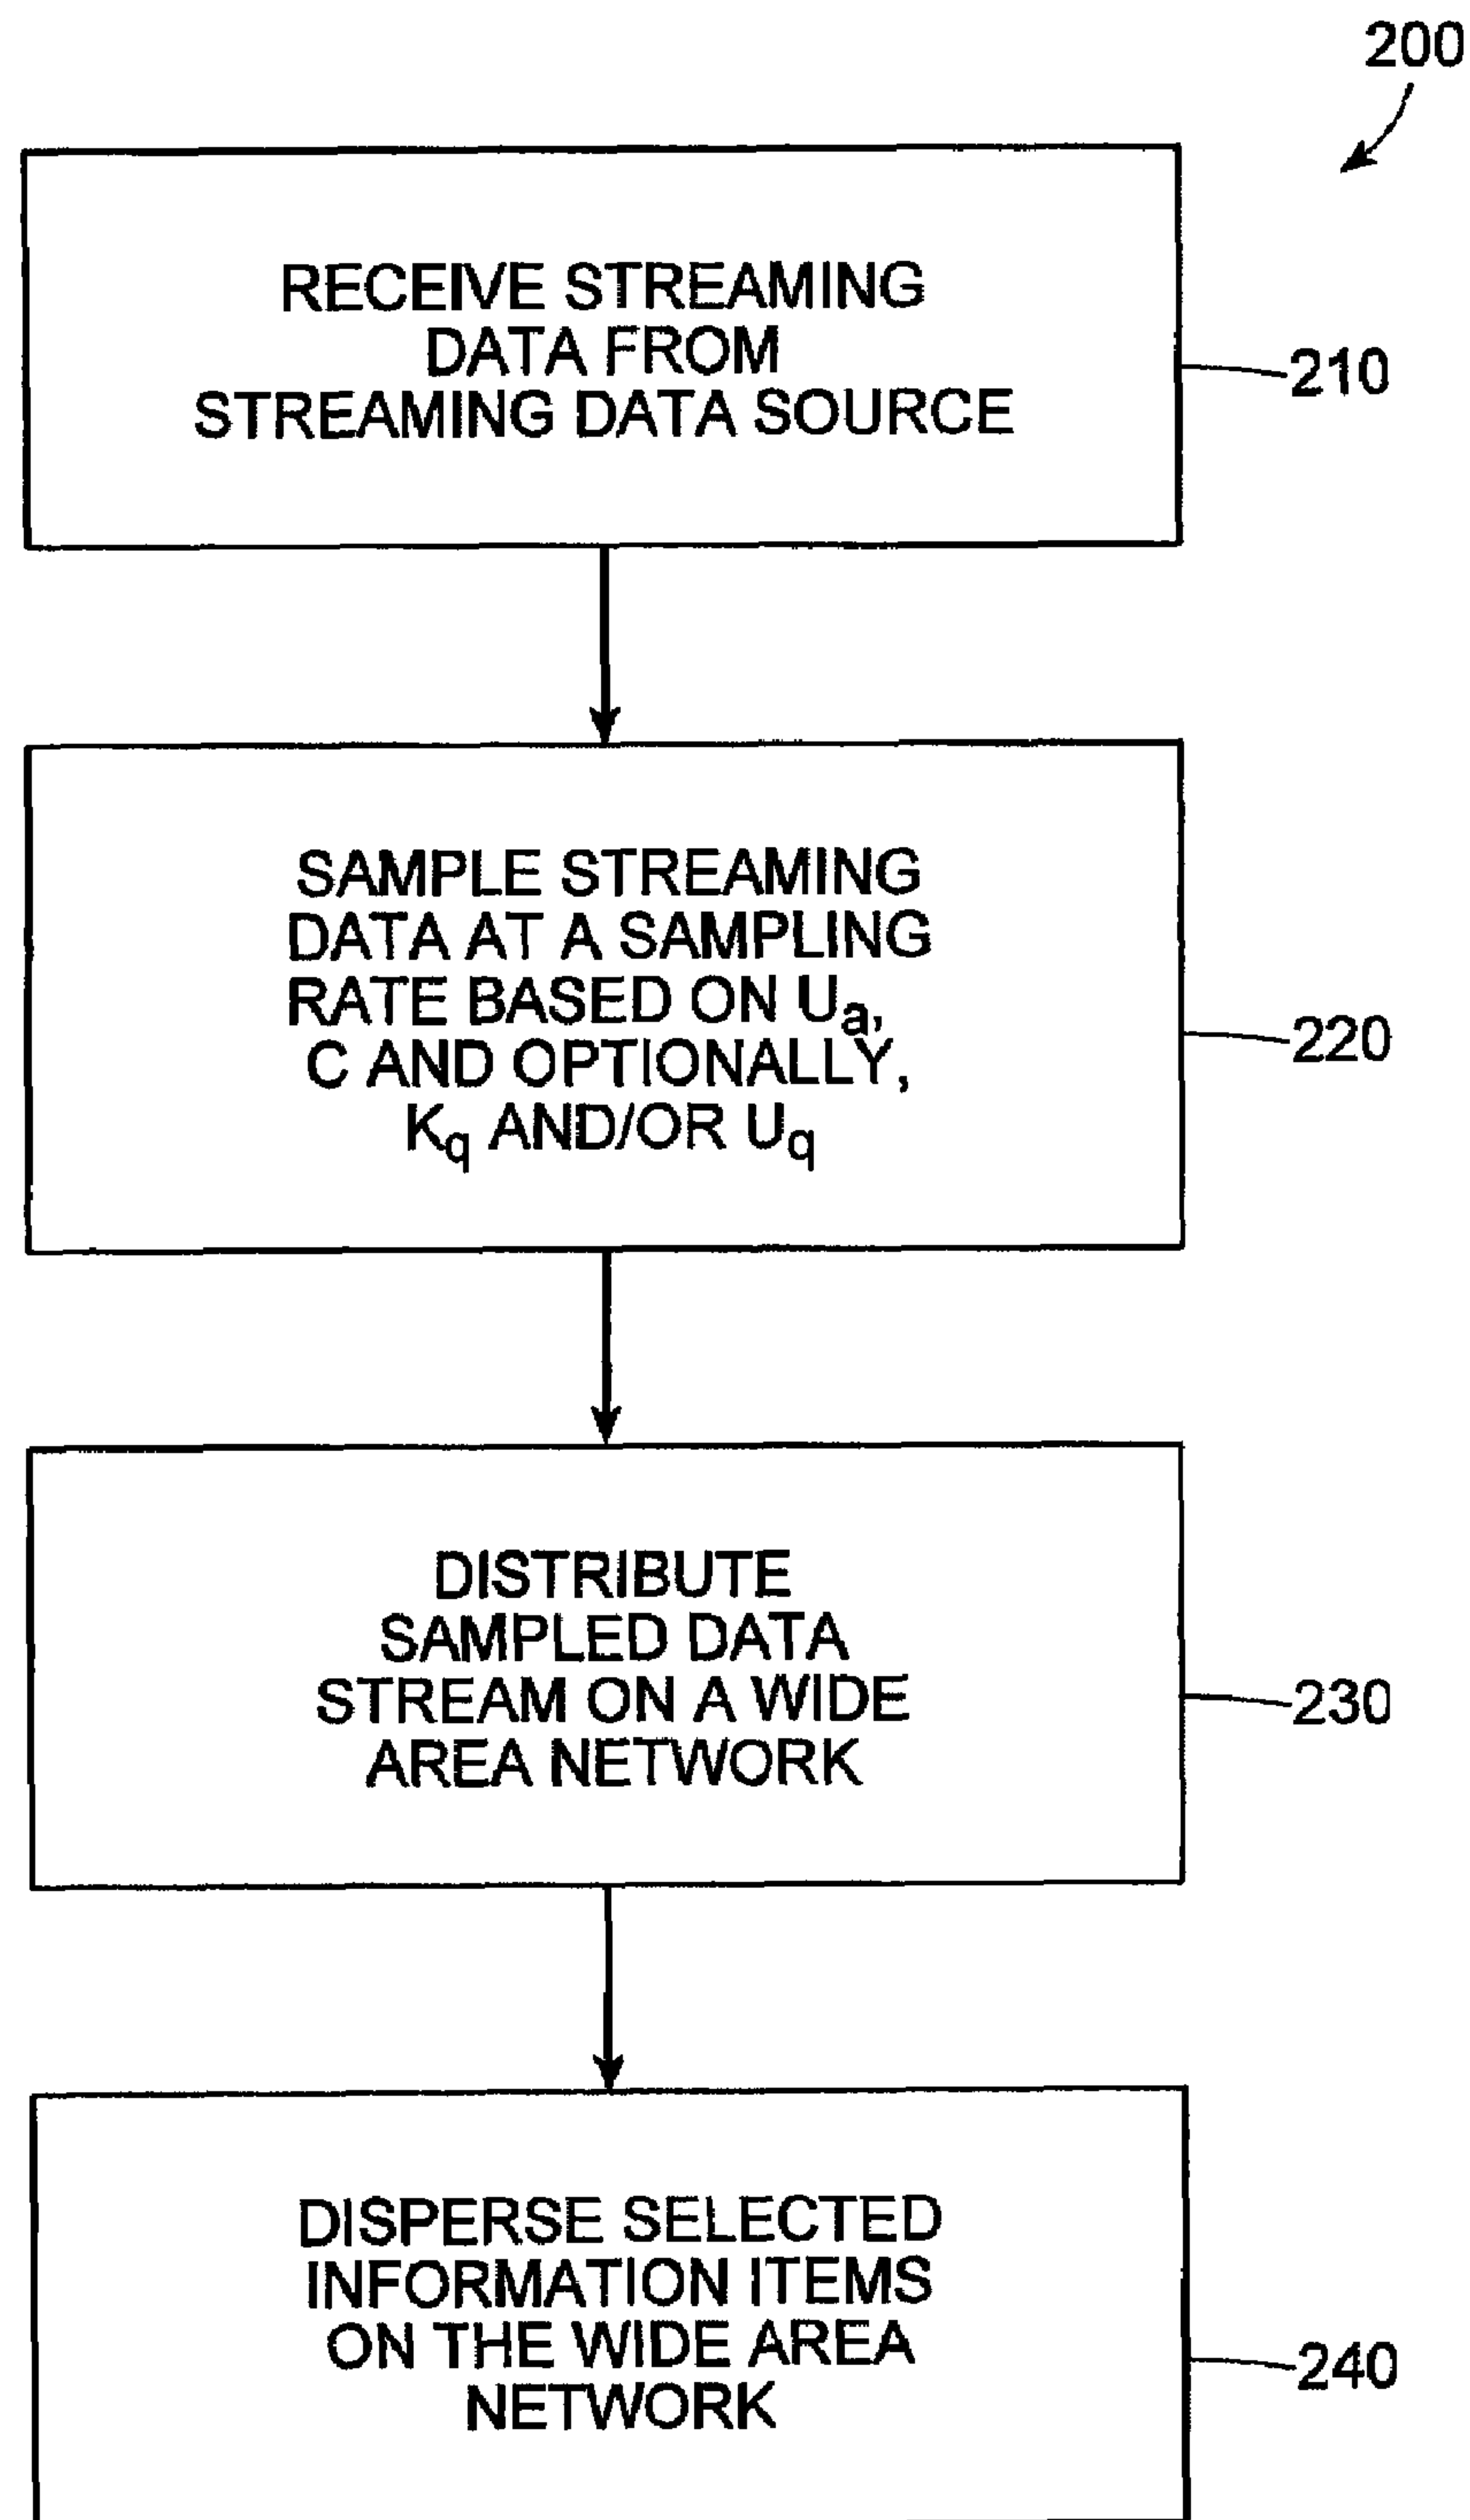 200
RECEIVE STREAMING
DATA FROM
STREAMING DATA SOURCE
210
SAMPLE STREAMING
DATA AT A SAMPLING
RATE BASED ON Ua,
C AND OPTIONALLY,
Kq AND/OR Uq
220
DISTRIBUTE
SAMPLED DATA
STREAM ON A WIDE
AREA NETWORK
230
DISPERSE SELECTED
INFORMATION ITEMS
ON THE WIDE AREA
NETWORK
240